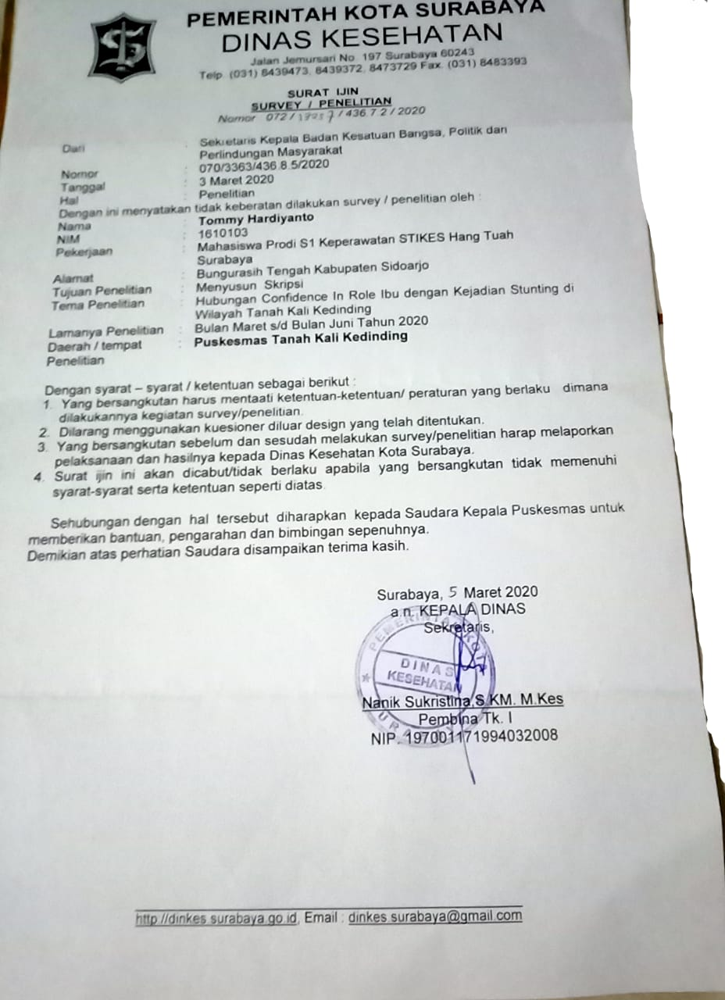 PEMERINTAH KOTA SURABAYA
DINAS KESEHATAN
Jalan Jemursari No. 197 Surabaya 60243
Telp. (031) 8439473, 8439372, 8473729 Fax. (031) 8483393
SURAT IJIN
SURVEY / PENELITIAN
Nomor 072 / / 436.7.2 / 2020
Dari : Sekretaris Kepala Badan Kesatuan Bangsa, Politik dan
Perlindungan Masyarakat
Nomor : 070/3363/436.8.5/2020
Tanggal : 3 Maret 2020
Hal : Penelitian
Dengan ini menyatakan tidak keberatan dilakukan survey / penelitian oleh :
Nama : Tommy Hardiyanto
NIM : 1610103
Pekerjaan : Mahasiswa Prodi S1 Keperawatan STIKES Hang Tuah
Surabaya
Alamat : Bungurasih Tengah Kabupaten Sidoarjo
Tujuan Penelitian : Menyusun Skripsi
Tema Penelitian : Hubungan Confidence In Role Ibu dengan Kejadian Stunting di
Wilayah Tanah Kali Kedinding
Lamanya Penelitian : Bulan Maret s/d Bulan Juni Tahun 2020
Daerah / tempat : Puskesmas Tanah Kali Kedinding
Penelitian
Dengan syarat – syarat / ketentuan sebagai berikut :
1. Yang bersangkutan harus mentaati ketentuan-ketentuan/ peraturan yang berlaku dimana
dilakukannya kegiatan survey/penelitian.
2. Dilarang menggunakan kuesioner diluar design yang telah ditentukan.
3. Yang bersangkutan sebelum dan sesudah melakukan survey/penelitian harap melaporkan
pelaksanaan dan hasilnya kepada Dinas Kesehatan Kota Surabaya.
4. Surat ijin ini akan dicabut/tidak berlaku apabila yang bersangkutan tidak memenuhi
syarat-syarat serta ketentuan seperti diatas.
Sehubungan dengan hal tersebut diharapkan kepada Saudara Kepala Puskesmas untuk
memberikan bantuan, pengarahan dan bimbingan sepenuhnya.
Demikian atas perhatian Saudara disampaikan terima kasih.
Surabaya, 5 Maret 2020
a.n. KEPALA DINAS
Sekretaris,
PEMERINTAH KOTA
DINAS
KESEHATAN
SURABAYA
Nanik Sukristina,S.KM. M.Kes
Pembina Tk. I
NIP. 197001171994032008
http://dinkes.surabaya.go.id, Email : dinkes.surabaya@gmail.com